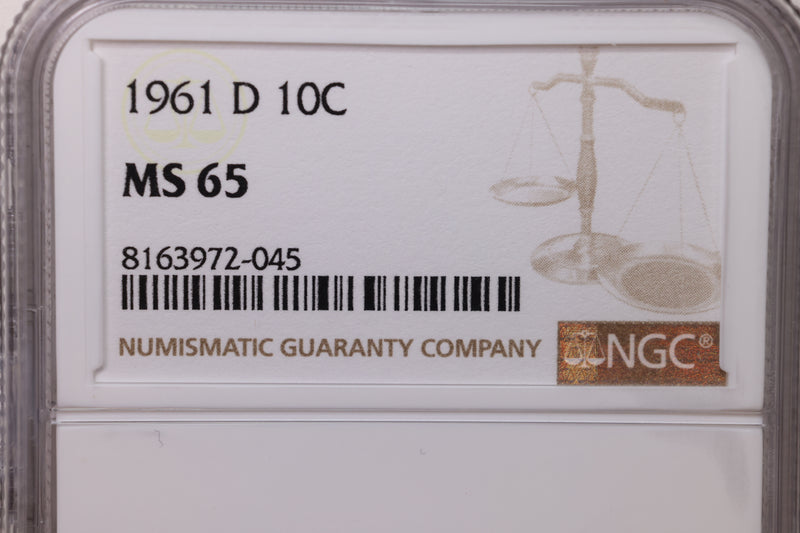 1961 D 10C
MS 65
8163972-045
NUMISMATIC GUARANTY COMPANY
NGC®